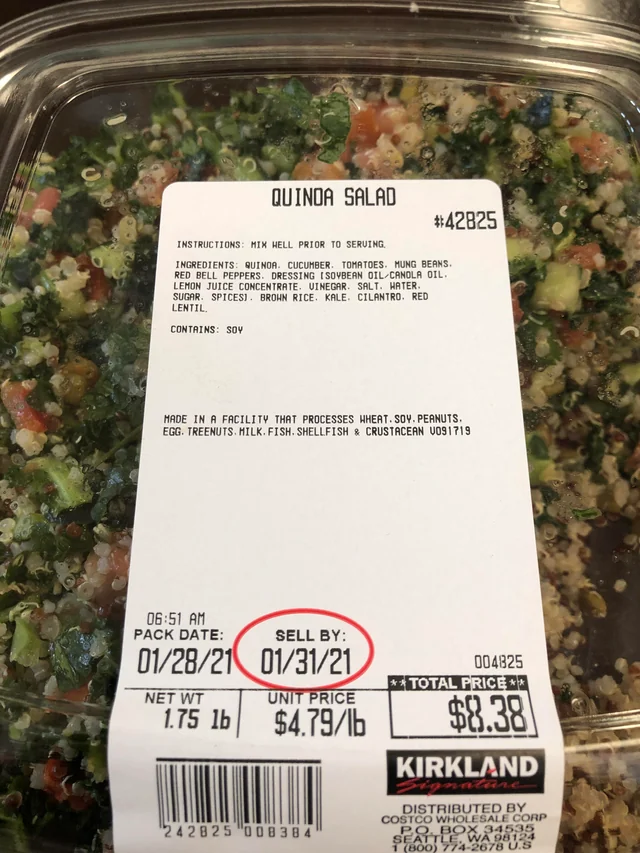 QUINOA SALAD
#42825
INSTRUCTIONS: MIX WELL PRIOR TO SERVING.
INGREDIENTS: QUINOA, CUCUMBER, TOMATOES, MUNG BEANS,
RED BELL PEPPERS, DRESSING (SOYBEAN OIL/CANOLA OIL,
LEMON JUICE CONCENTRATE, VINEGAR, SALT, WATER,
SUGAR, SPICES), BROWN RICE, KALE, CILANTRO, RED
LENTIL.
CONTAINS: SOY
MADE IN A FACILITY THAT PROCESSES WHEAT,SOY,PEANUTS,
EGG,TREENUTS,MILK,FISH,SHELLFISH & CRUSTACEAN V091719
06:51 AM
PACK DATE: SELL BY:
01/28/21 01/31/21 004825
**TOTAL PRICE**
NET WT UNIT PRICE
1.75 lb $4.79/lb $8.38
KIRKLAND
Signature
242825 008384
DISTRIBUTED BY
COSTCO WHOLESALE CORP
P.O. BOX 34535
SEATTLE, WA 98124
1 (800) 774-2678 U.S